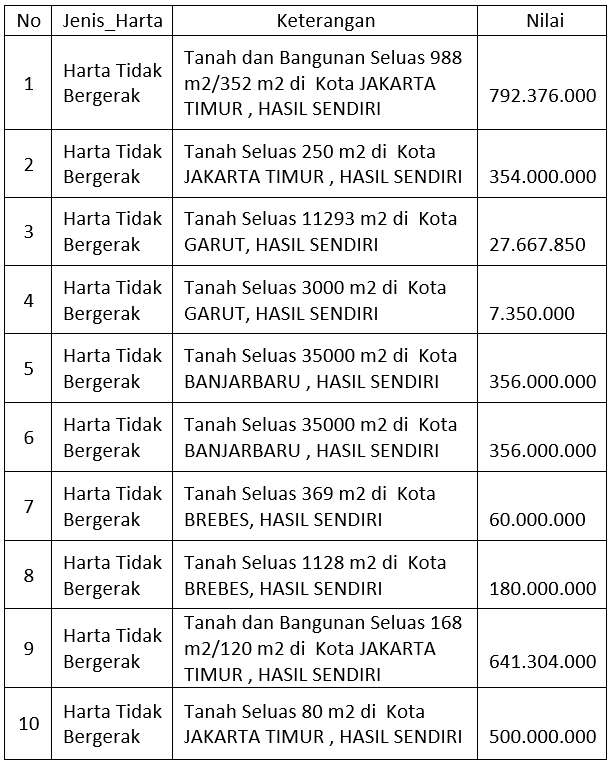 No Jenis_Harta Keterangan Nilai
1 Harta Tidak Bergerak Tanah dan Bangunan Seluas 988 m2/352 m2 di  Kota JAKARTA TIMUR , HASIL SENDIRI 792.376.000
2 Harta Tidak Bergerak Tanah Seluas 250 m2 di  Kota JAKARTA TIMUR , HASIL SENDIRI 354.000.000
3 Harta Tidak Bergerak Tanah Seluas 11293 m2 di  Kota GARUT, HASIL SENDIRI 27.667.850
4 Harta Tidak Bergerak Tanah Seluas 3000 m2 di  Kota GARUT, HASIL SENDIRI 7.350.000
5 Harta Tidak Bergerak Tanah Seluas 35000 m2 di  Kota BANJARBARU , HASIL SENDIRI 356.000.000
6 Harta Tidak Bergerak Tanah Seluas 35000 m2 di  Kota BANJARBARU , HASIL SENDIRI 356.000.000
7 Harta Tidak Bergerak Tanah Seluas 369 m2 di  Kota BREBES, HASIL SENDIRI 60.000.000
8 Harta Tidak Bergerak Tanah Seluas 1128 m2 di  Kota BREBES, HASIL SENDIRI 180.000.000
9 Harta Tidak Bergerak Tanah dan Bangunan Seluas 168 m2/120 m2 di  Kota JAKARTA TIMUR , HASIL SENDIRI 641.304.000
10 Harta Tidak Bergerak Tanah Seluas 80 m2 di  Kota JAKARTA TIMUR , HASIL SENDIRI 500.000.000